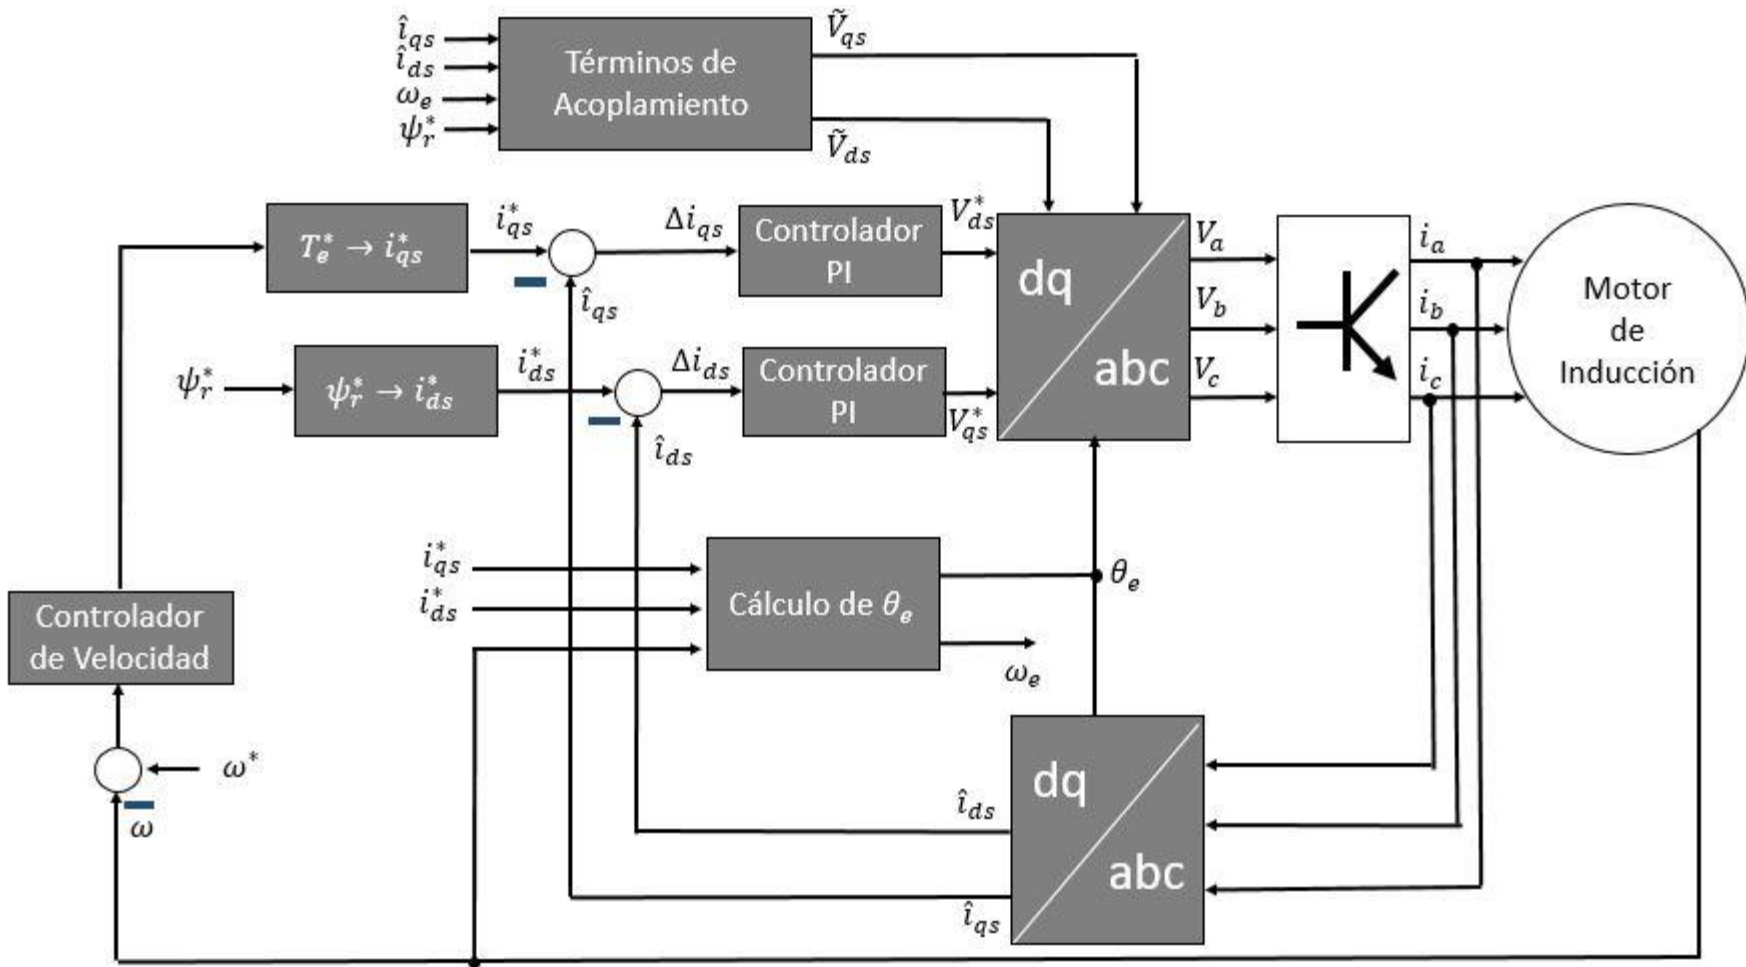 î_qs
î_ds
ω_e
ψ_r^*
Términos de
Acoplamiento
Ṽ_qs
Ṽ_ds
T_e^* → i_qs^*
i_qs^*
î_qs
Δi_qs
Controlador
PI
V_ds^*
ψ_r^*
ψ_r^* → i_ds^*
i_ds^*
î_ds
Δi_ds
Controlador
PI
V_qs^*
dq
abc
V_a
V_b
V_c
i_a
i_b
i_c
Motor
de
Inducción
i_qs^*
i_ds^*
Cálculo de θ_e
θ_e
ω_e
Controlador
de Velocidad
ω^*
ω
dq
abc
î_ds
î_qs